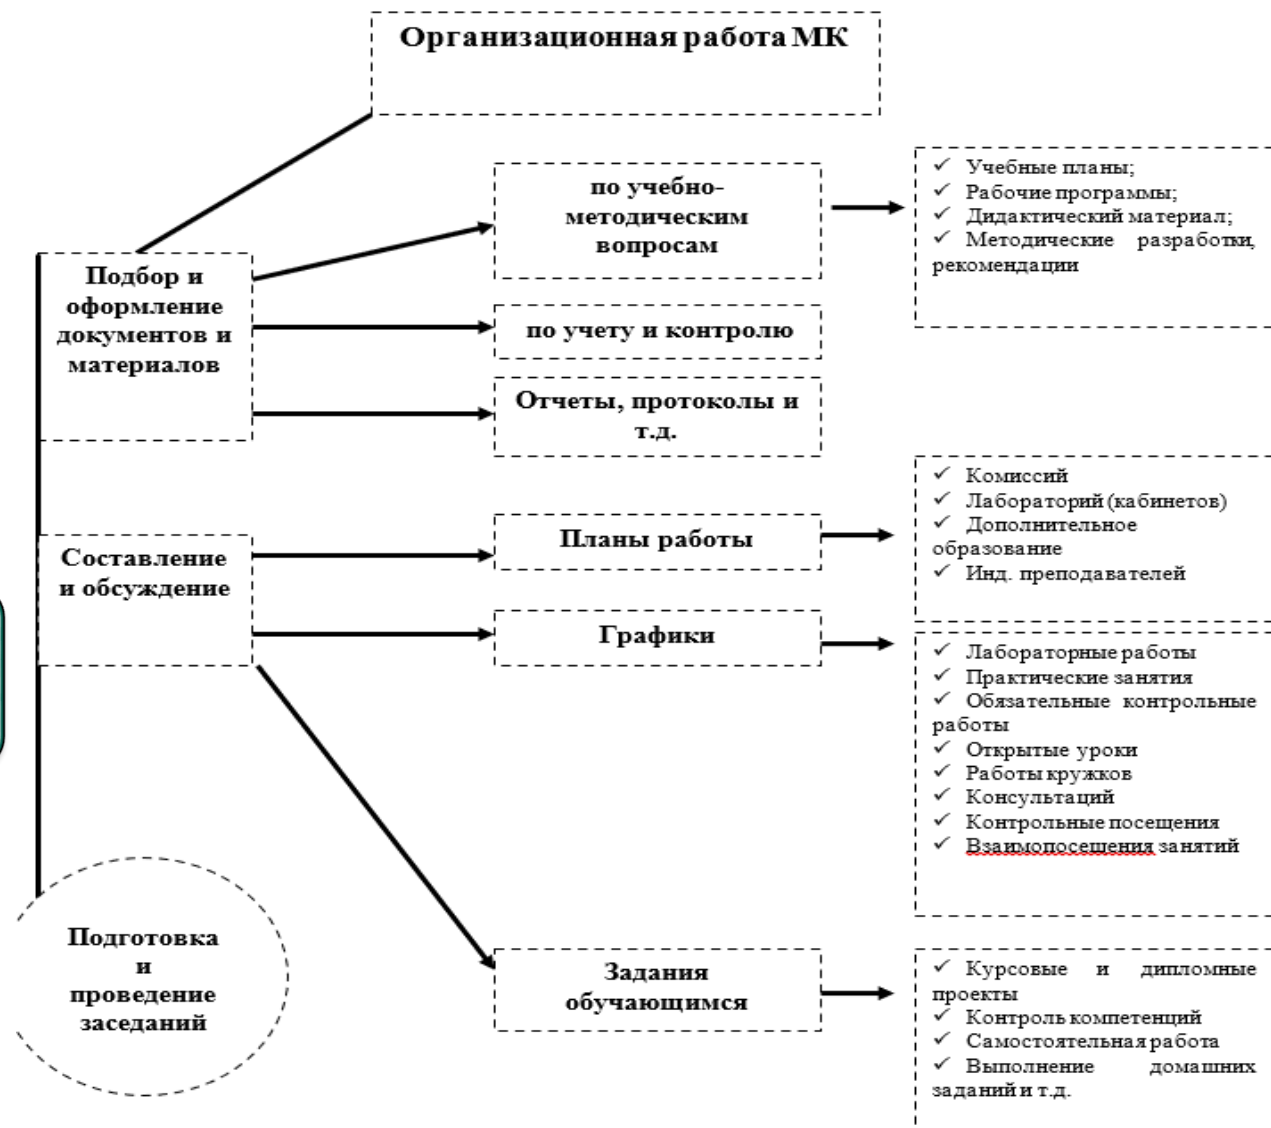 Организационная работа МК
по учебно-
методическим
вопросам
✓ Учебные планы;
✓ Рабочие программы;
✓ Дидактический материал;
✓ Методические разработки,
рекомендации
Подбор и
оформление
документов и
материалов
по учету и контролю
Отчеты, протоколы и
т.д.
Составление
и обсуждение
Планы работы
✓ Комиссий
✓ Лабораторий (кабинетов)
✓ Дополнительное
образование
✓ Инд. преподавателей
Графики
✓ Лабораторные работы
✓ Практические занятия
✓ Обязательные контрольные
работы
✓ Открытые уроки
✓ Работы кружков
✓ Консультаций
✓ Контрольные посещения
✓ Взаимопосещения занятий
Подготовка
и
проведение
заседаний
Задания
обучающимся
✓ Курсовые и дипломные
проекты
✓ Контроль компетенций
✓ Самостоятельная работа
✓ Выполнение домашних
заданий и т.д.